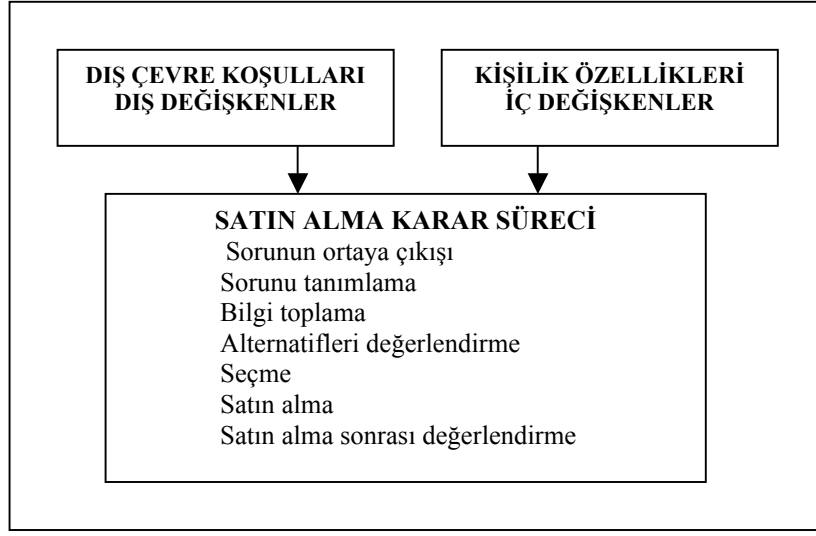 DIŞ ÇEVRE KOŞULLARI
DIŞ DEĞİŞKENLER
KİŞİLİK ÖZELLİKLERİ
İÇ DEĞİŞKENLER
SATIN ALMA KARAR SÜRECİ
Sorunun ortaya çıkışı
Sorunu tanımlama
Bilgi toplama
Alternatifleri değerlendirme
Seçme
Satın alma
Satın alma sonrası değerlendirme